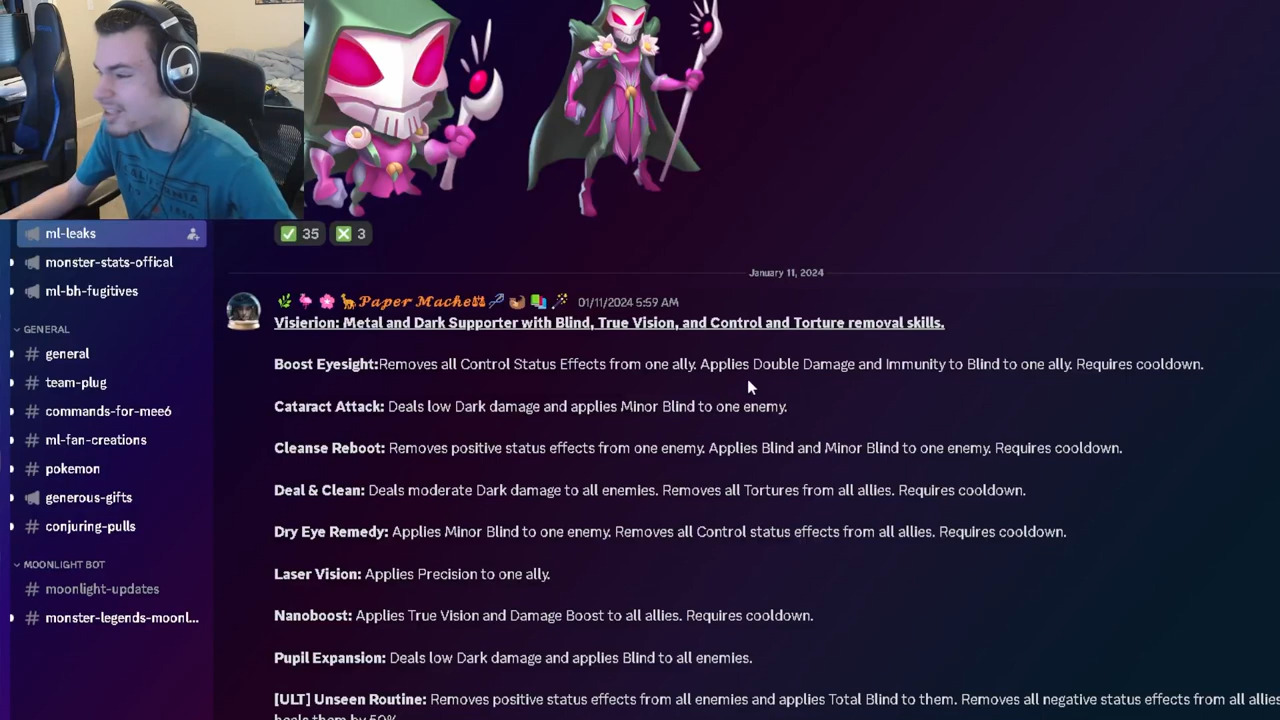 ml-leaks
35
3
monster-stats-offical
January 11, 2024
ml-bh-fugitives
Paper Mache 01/11/2024 5:59 AM
Visierion: Metal and Dark Supporter with Blind, True Vision, and Control and Torture removal skills.
GENERAL
general
Boost Eyesight:Removes all Control Status Effects from one ally. Applies Double Damage and Immunity to Blind to one ally. Requires cooldown.
team-plug
commands-for-mee6
Cataract Attack: Deals low Dark damage and applies Minor Blind to one enemy.
ml-fan-creations
Cleanse Reboot: Removes positive status effects from one enemy. Applies Blind and Minor Blind to one enemy. Requires cooldown.
pokemon
generous-gifts
Deal & Clean: Deals moderate Dark damage to all enemies. Removes all Tortures from all allies. Requires cooldown.
conjuring-pulls
Dry Eye Remedy: Applies Minor Blind to one enemy. Removes all Control status effects from all allies. Requires cooldown.
MOONLIGHT BOT
Laser Vision: Applies Precision to one ally.
moonlight-updates
monster-legends-moonl...
Nanoboost: Applies True Vision and Damage Boost to all allies. Requires cooldown.
Pupil Expansion: Deals low Dark damage and applies Blind to all enemies.
[ULT] Unseen Routine: Removes positive status effects from all enemies and applies Total Blind to them. Removes all negative status effects from all allies
heals them by 50%